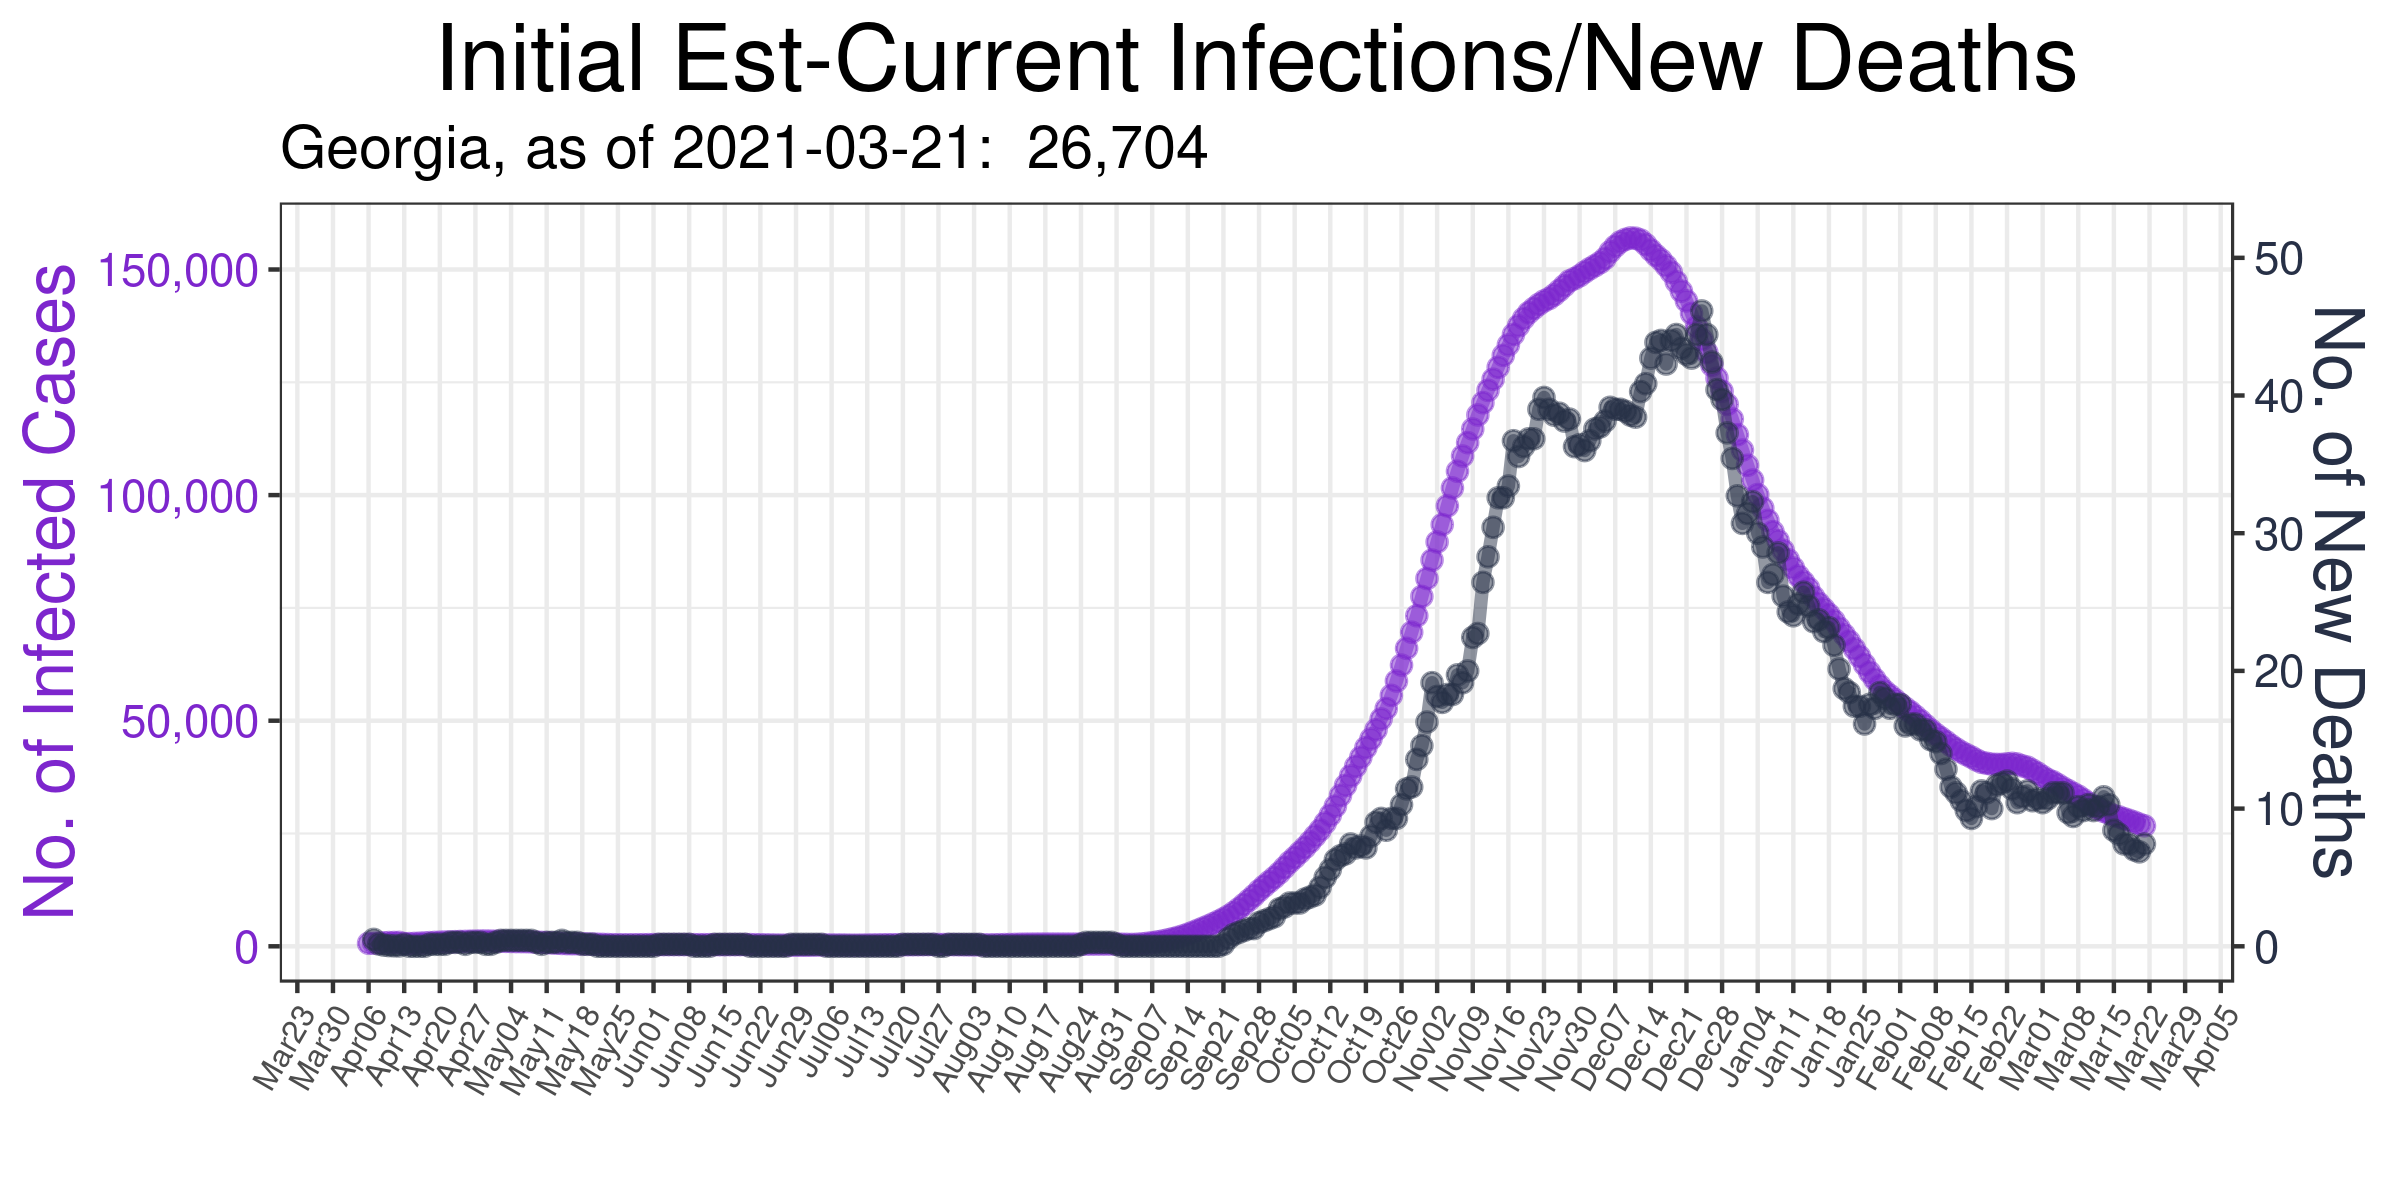 Initial Est-Current Infections/New Deaths
Georgia, as of 2021-03-21:  26,704
No. of Infected Cases
150,000
100,000
50,000
0
50
40
30
20
10
0
No. of New Deaths
Mar23
Mar30
Apr06
Apr13
Apr20
Apr27
May04
May11
May18
May25
Jun01
Jun08
Jun15
Jun22
Jun29
Jul06
Jul13
Jul20
Jul27
Aug03
Aug10
Aug17
Aug24
Aug31
Sep07
Sep14
Sep21
Sep28
Oct05
Oct12
Oct19
Oct26
Nov02
Nov09
Nov16
Nov23
Nov30
Dec07
Dec14
Dec21
Dec28
Jan04
Jan11
Jan18
Jan25
Feb01
Feb08
Feb15
Feb22
Mar01
Mar08
Mar15
Mar22
Mar29
Apr05